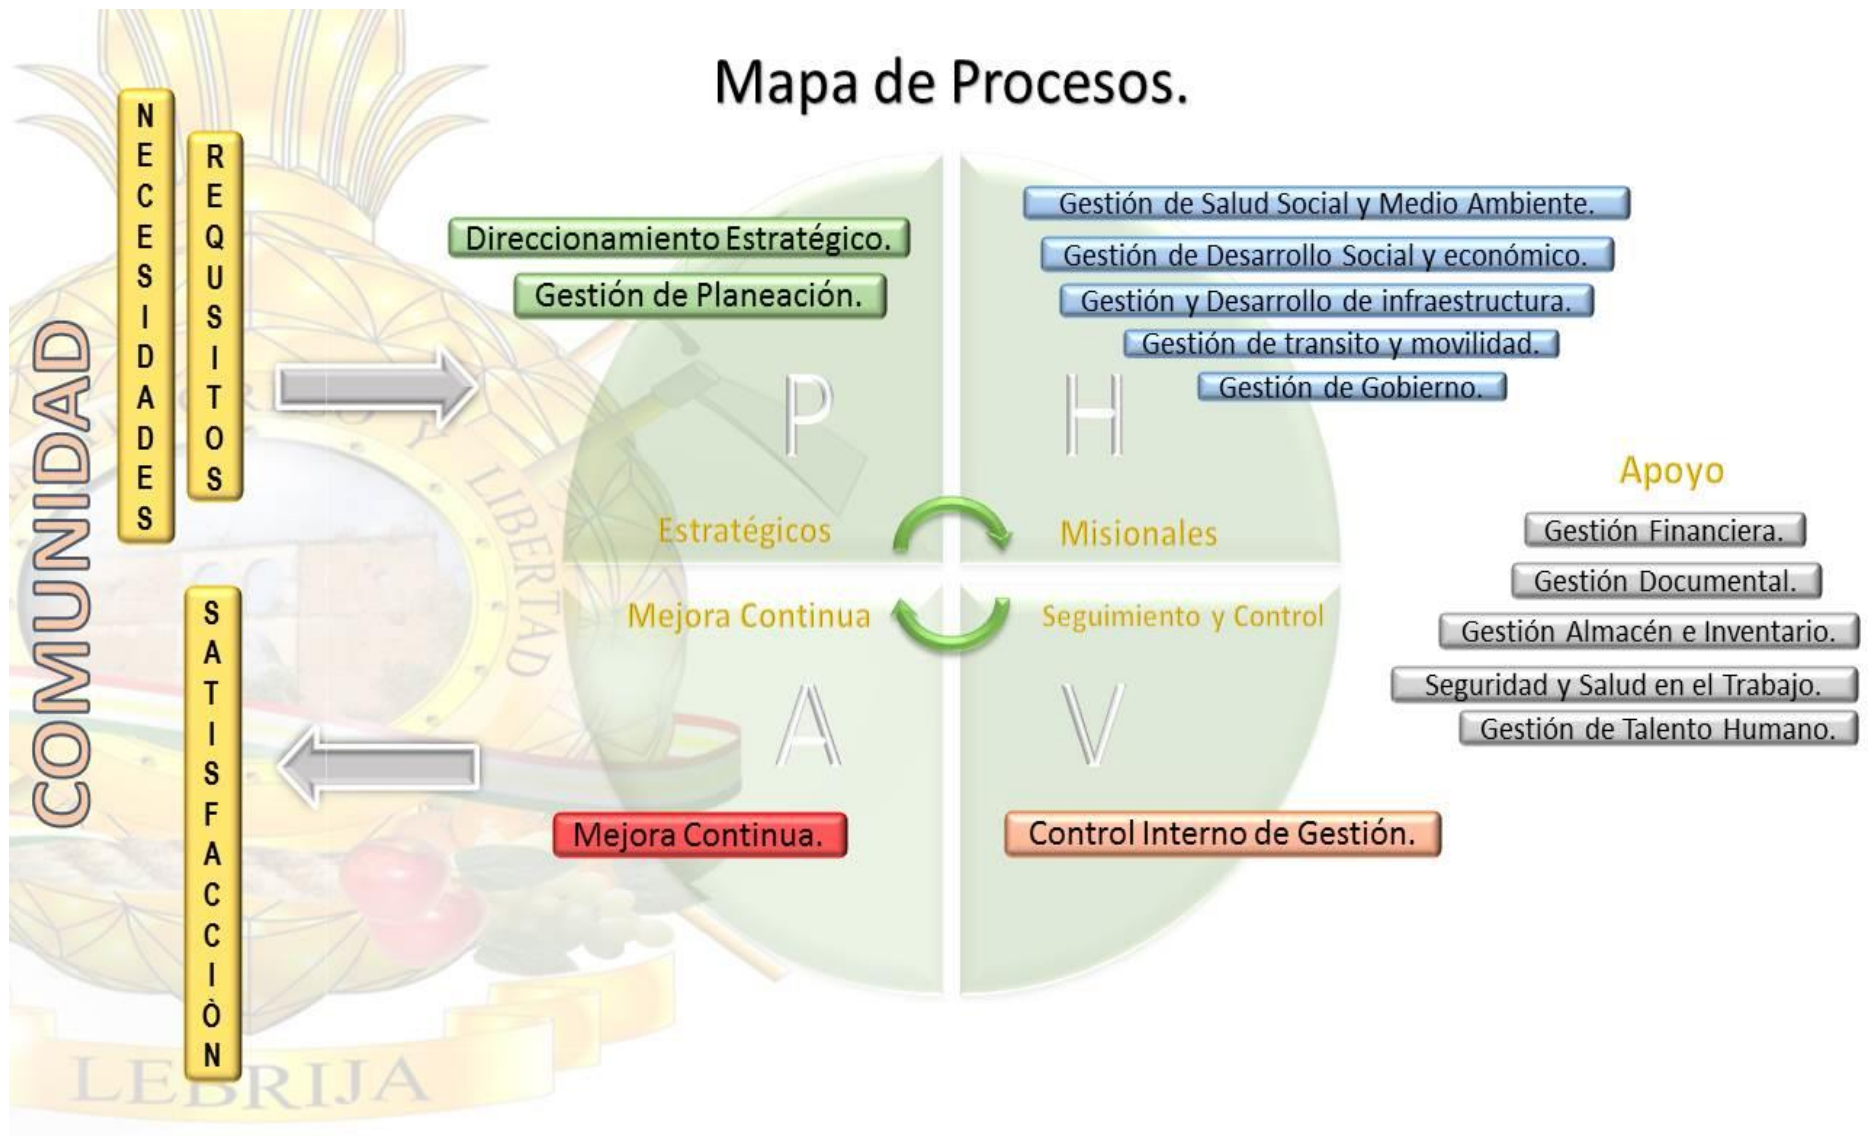 Mapa de Procesos.
COMUNIDAD
NECESIDADES
REQUSITOS
SATISFACCIÒN
Direccionamiento Estratégico.
Gestión de Planeación.
P
Estratégicos
Gestión de Salud Social y Medio Ambiente.
Gestión de Desarrollo Social y económico.
Gestión y Desarrollo de infraestructura.
Gestión de transito y movilidad.
Gestión de Gobierno.
H
Misionales
Mejora Continua
A
Mejora Continua.
Seguimiento y Control
V
Control Interno de Gestión.
Apoyo
Gestión Financiera.
Gestión Documental.
Gestión Almacén e Inventario.
Seguridad y Salud en el Trabajo.
Gestión de Talento Humano.
Y LIBERTAD
LEBRIJA